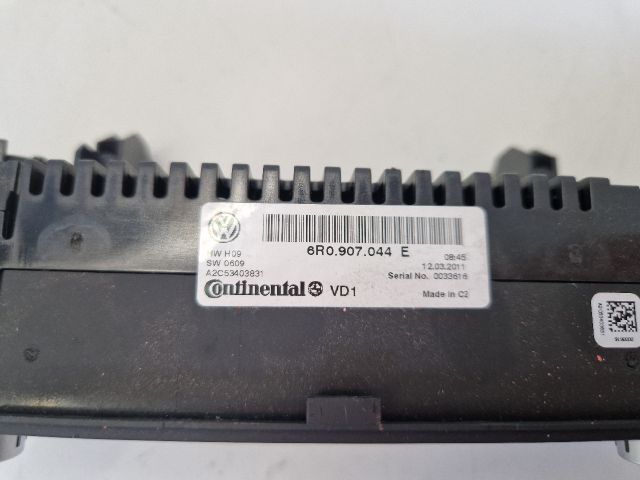 6R0.907.044 E
HW H09
SW 0609
A2C53403831
08:45
12.03.2011
Serial No. 0033616
Continental VD1
Made in C2